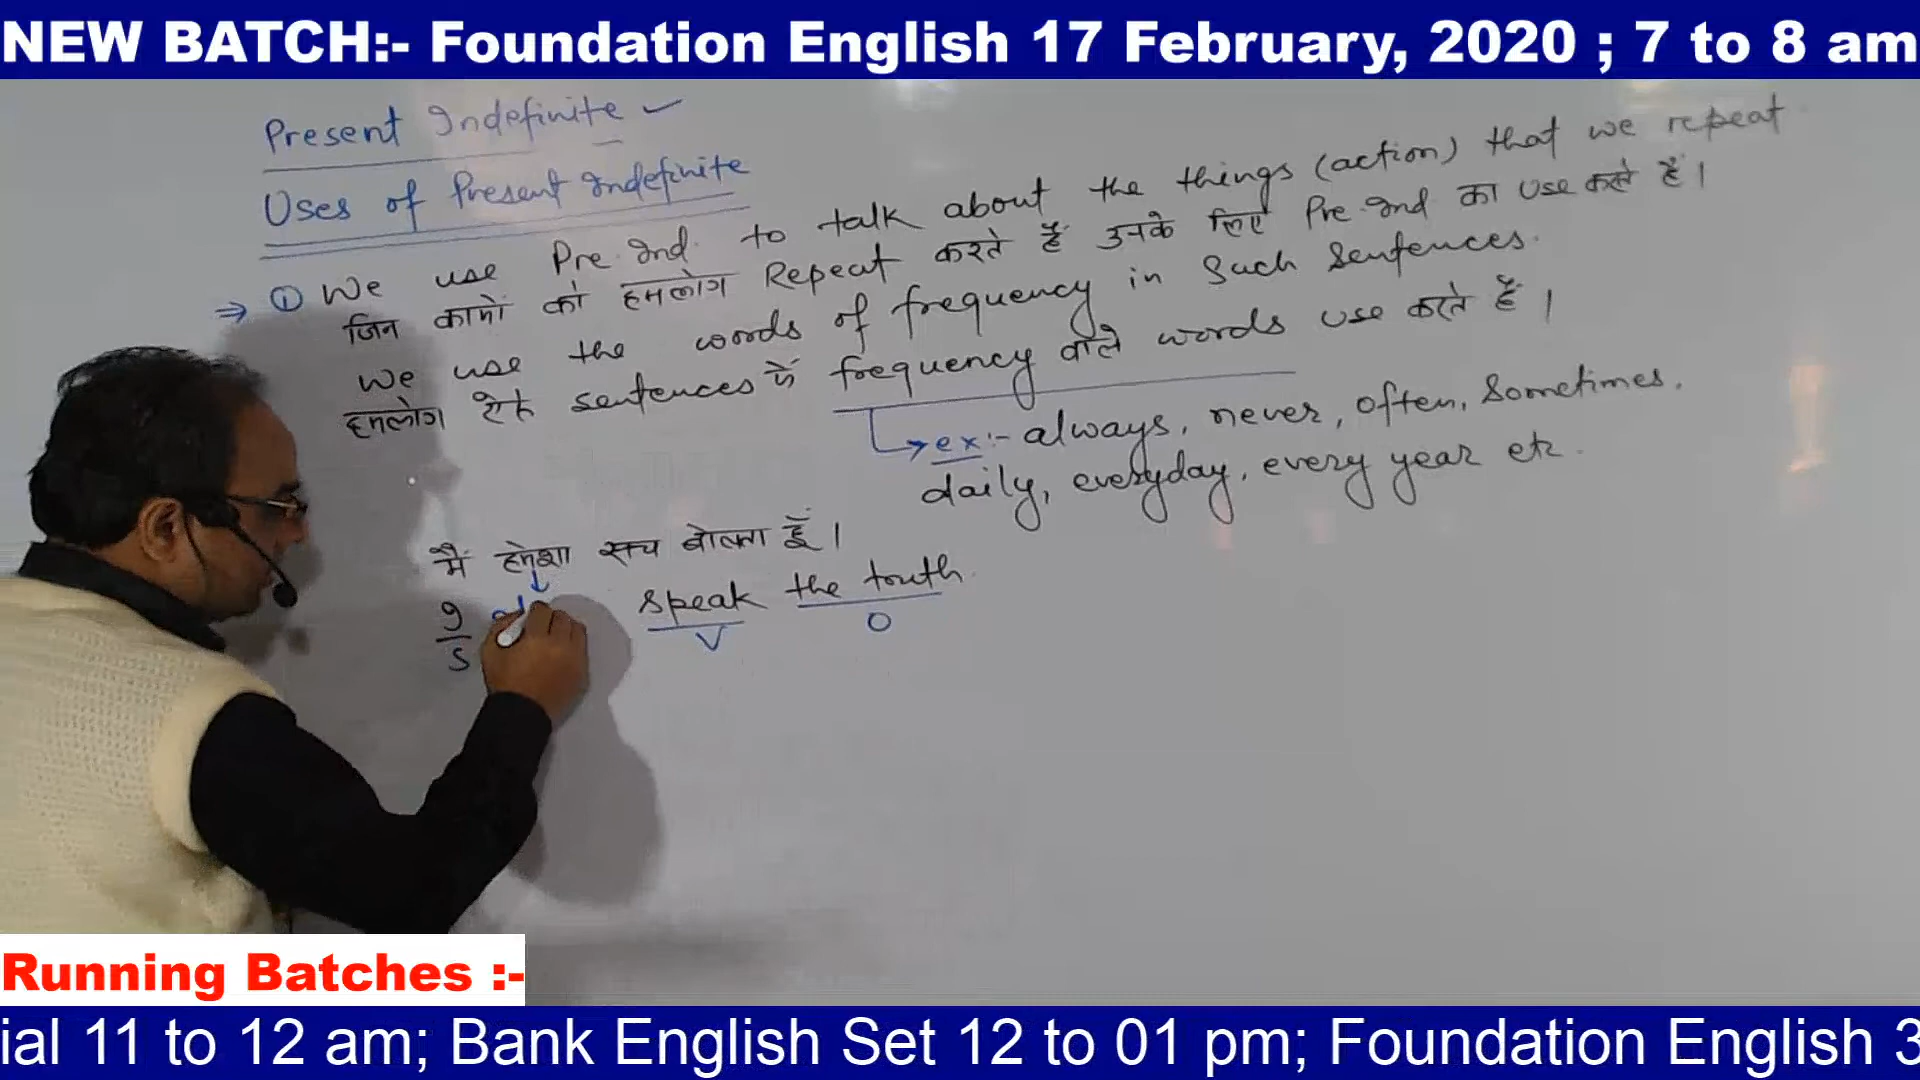 NEW BATCH:- Foundation English 17 February, 2020 ; 7 to 8 am
Present Indefinite ✓
Uses of Present Indefinite
⇒ ① We use Pre. Ind. to talk about the things (action) that we repeat
जिन कामों को हमलोग Repeat करते हैं उनके लिए Pre. Ind का Use करते हैं।
We use the words of frequency in Such Sentences.
हमलोग ऐसे sentences में frequency वाले words use करते हैं।
→ ex:- always, never, often, Sometimes.
daily, everyday, every year etc.
मैं हमेशा सच बोलता हूँ।
I speak the truth.
S V O
Running Batches :-
ial 11 to 12 am; Bank English Set 12 to 01 pm; Foundation English 3